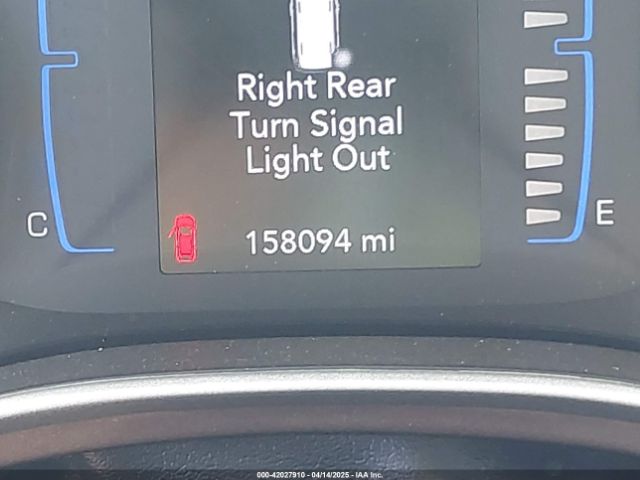 Right Rear
Turn Signal
Light Out
C
E
158094 mi
000-42027910 - 04/14/2025 - IAA Inc.